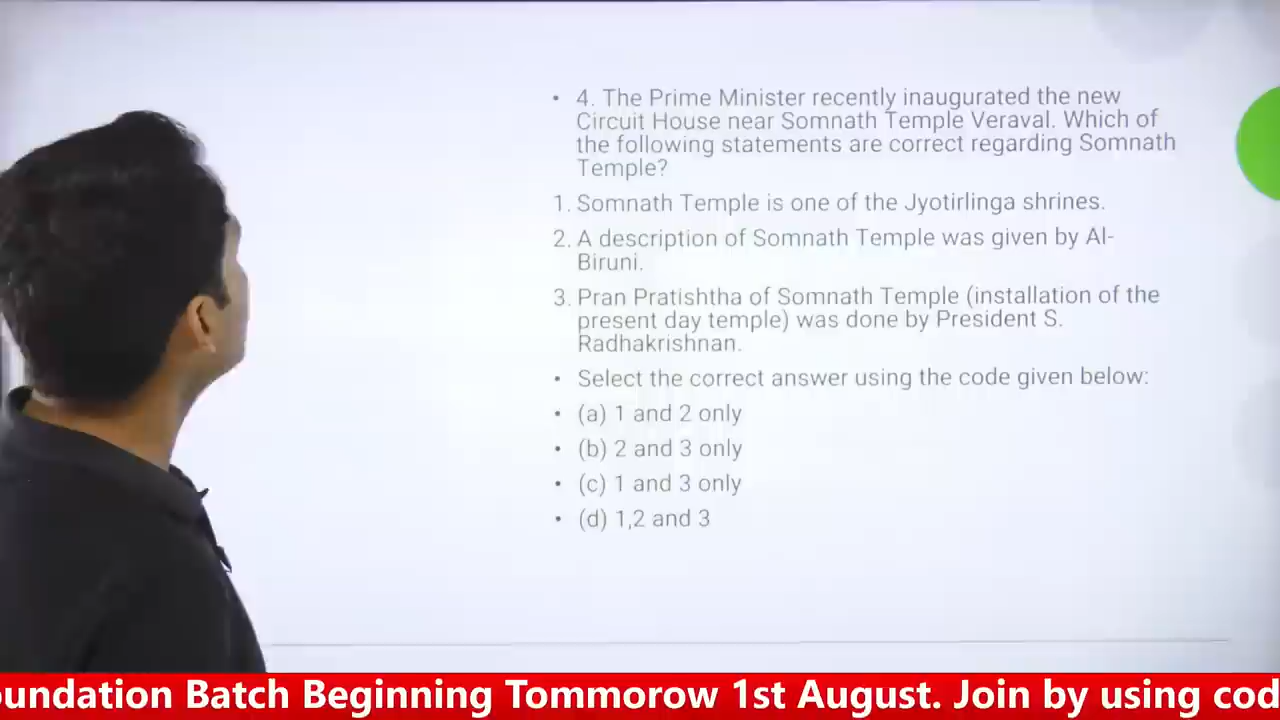 • 4. The Prime Minister recently inaugurated the new
Circuit House near Somnath Temple Veraval. Which of
the following statements are correct regarding Somnath
Temple?
1. Somnath Temple is one of the Jyotirlinga shrines.
2. A description of Somnath Temple was given by Al-
Biruni.
3. Pran Pratishtha of Somnath Temple (installation of the
present day temple) was done by President S.
Radhakrishnan.
• Select the correct answer using the code given below:
• (a) 1 and 2 only
• (b) 2 and 3 only
• (c) 1 and 3 only
• (d) 1,2 and 3
oundation Batch Beginning Tommorow 1st August. Join by using cod